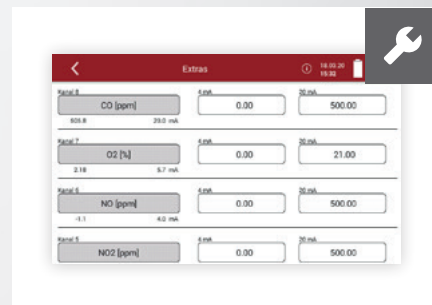 Extras
18.03.20
15:32
Kanal 8 4 mA 20 mA
CO [ppm] 0.00 500.00
mA
Kanal 7 4 mA 20 mA
O2 [%] 0.00 21.00
2.18 5.7 mA
Kanal 6 4 mA 20 mA
NO [ppm] 0.00 500.00
-1.1 4.0 mA
Kanal 5 4 mA 20 mA
NO2 [ppm] 0.00 500.00